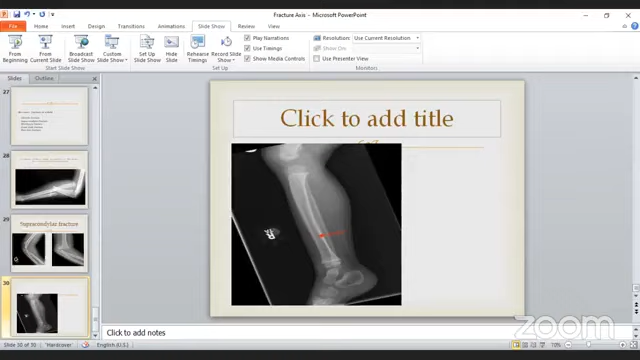 Fracture Axis - Microsoft PowerPoint
File Home Insert Design Transitions Animations Slide Show Review View
From Beginning
From Current Slide
Broadcast Slide Show
Custom Slide Show
Set Up Slide Show
Hide Slide
Rehearse Timings
Record Slide Show
Play Narrations
Use Timings
Show Media Controls
Resolution: Use Current Resolution
Show On:
Use Presenter View
Start Slide Show
Set Up
Monitors
Slides Outline
27
28
29
Supracondylar fracture
30
Click to add title
R
Click to add notes
zoom
Slide 30 of 30 "Hardcover" English (U.S.) 70%